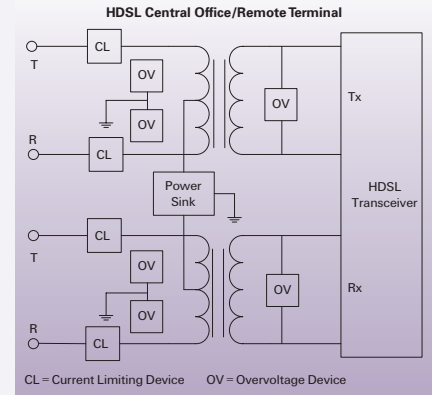 HDSL Central Office/Remote Terminal
CL
T
OV
OV
OV
Tx
R
CL
Power
Sink
HDSL
Transceiver
CL
T
OV
OV
OV
Rx
R
CL
CL = Current Limiting Device OV = Overvoltage Device